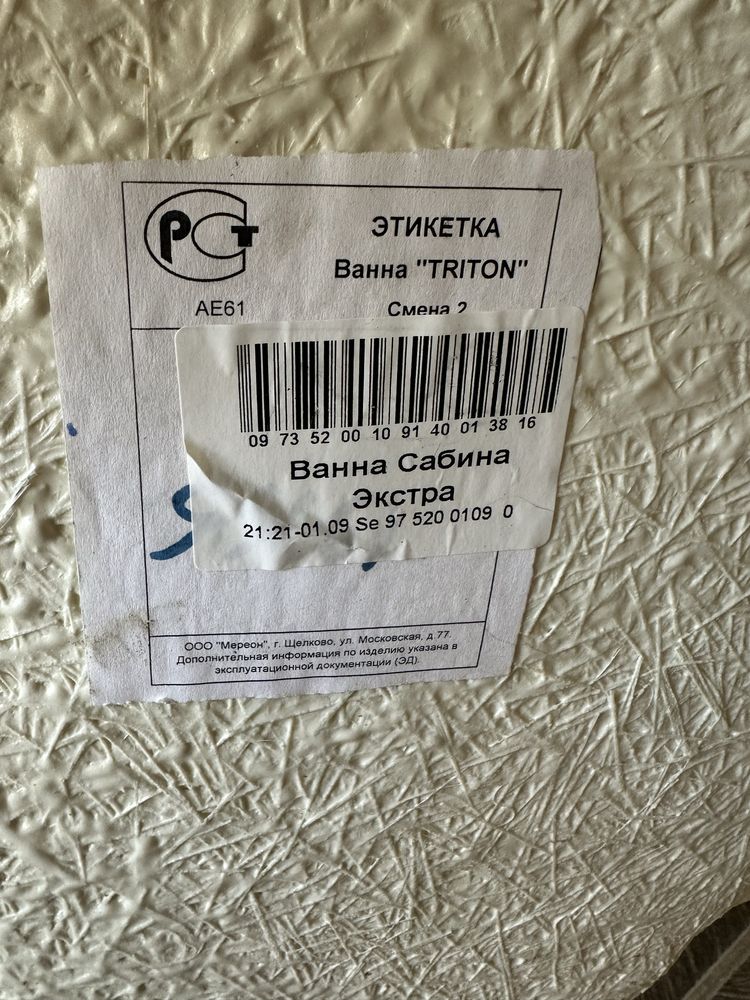 РСТ
АЕ61
ЭТИКЕТКА
Ванна "TRITON"
Смена 2
09 73 52 00 10 91 40 01 38 16
Ванна Сабина
Экстра
21:21-01.09 Se 97 520 0109 0
ООО "Мереон", г. Щелково, ул. Московская, д.77.
Дополнительная информация по изделию указана в
эксплуатационной документации (ЭД).